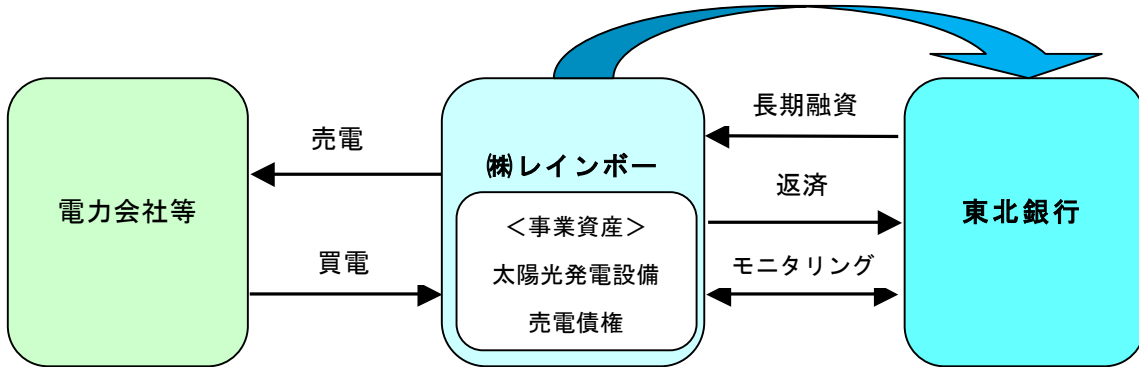 電力会社等
売電
買電
㈱レインボー
＜事業資産＞
太陽光発電設備
売電債権
長期融資
返済
モニタリング
東北銀行